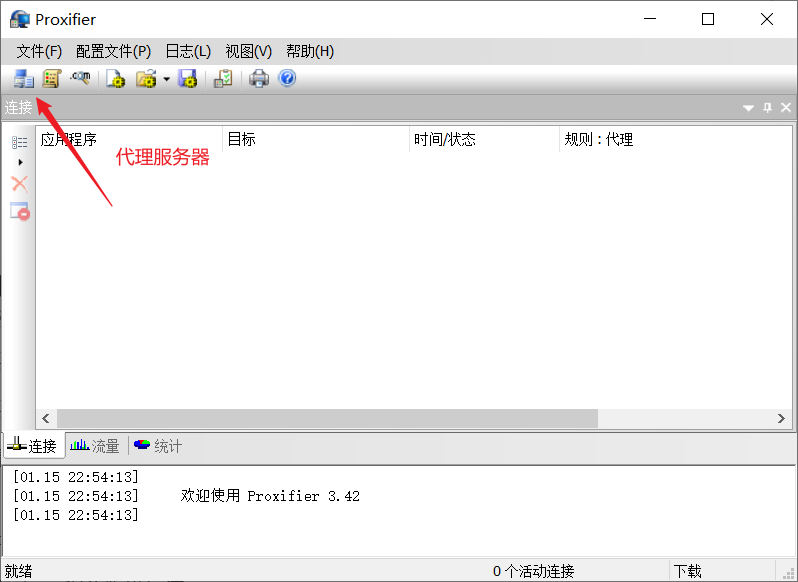 Proxifier
文件(F) 配置文件(P) 日志(L) 视图(V) 帮助(H)
连接
应用程序 目标 时间/状态 规则 : 代理
代理服务器
连接 流量 统计
[01.15 22:54:13]
[01.15 22:54:13] 欢迎使用 Proxifier 3.42
[01.15 22:54:13]
就绪 0 个活动连接 下载